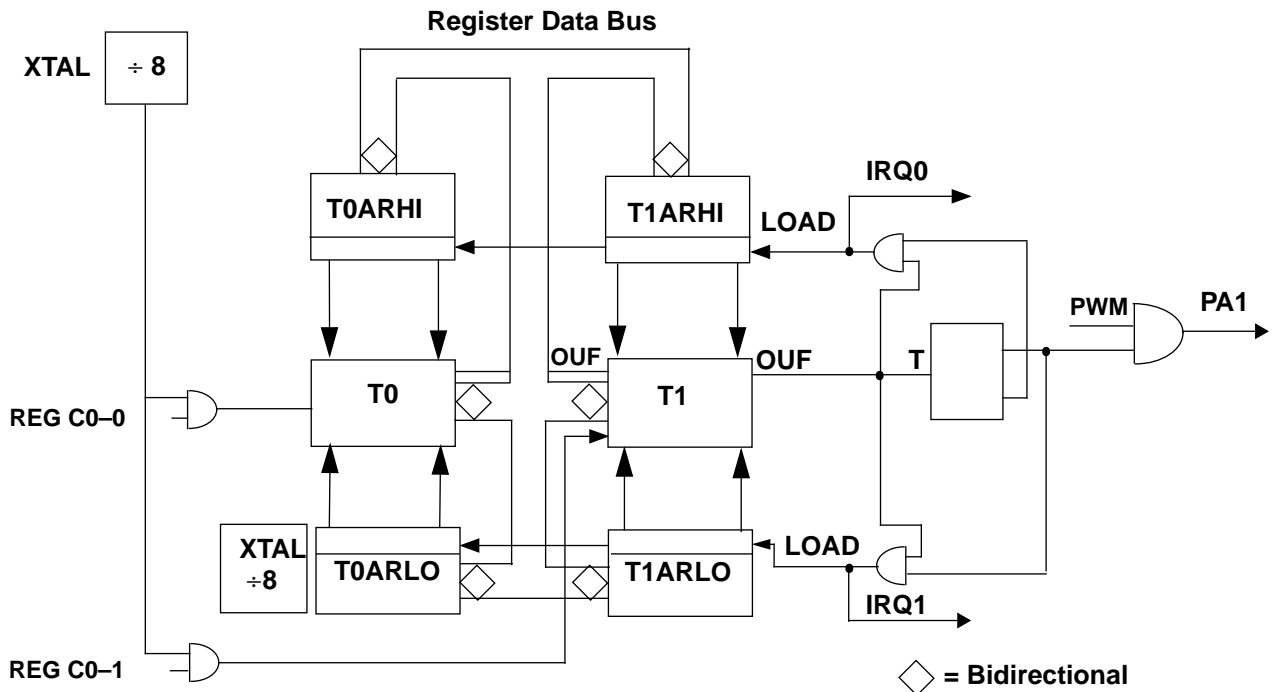 Register Data Bus
XTAL
÷ 8
IRQ0
T0ARHI
T1ARHI
LOAD
PWM
PA1
OUF
OUF
T
T0
T1
REG C0–0
XTAL
÷8
LOAD
T0ARLO
T1ARLO
IRQ1
REG C0–1
= Bidirectional